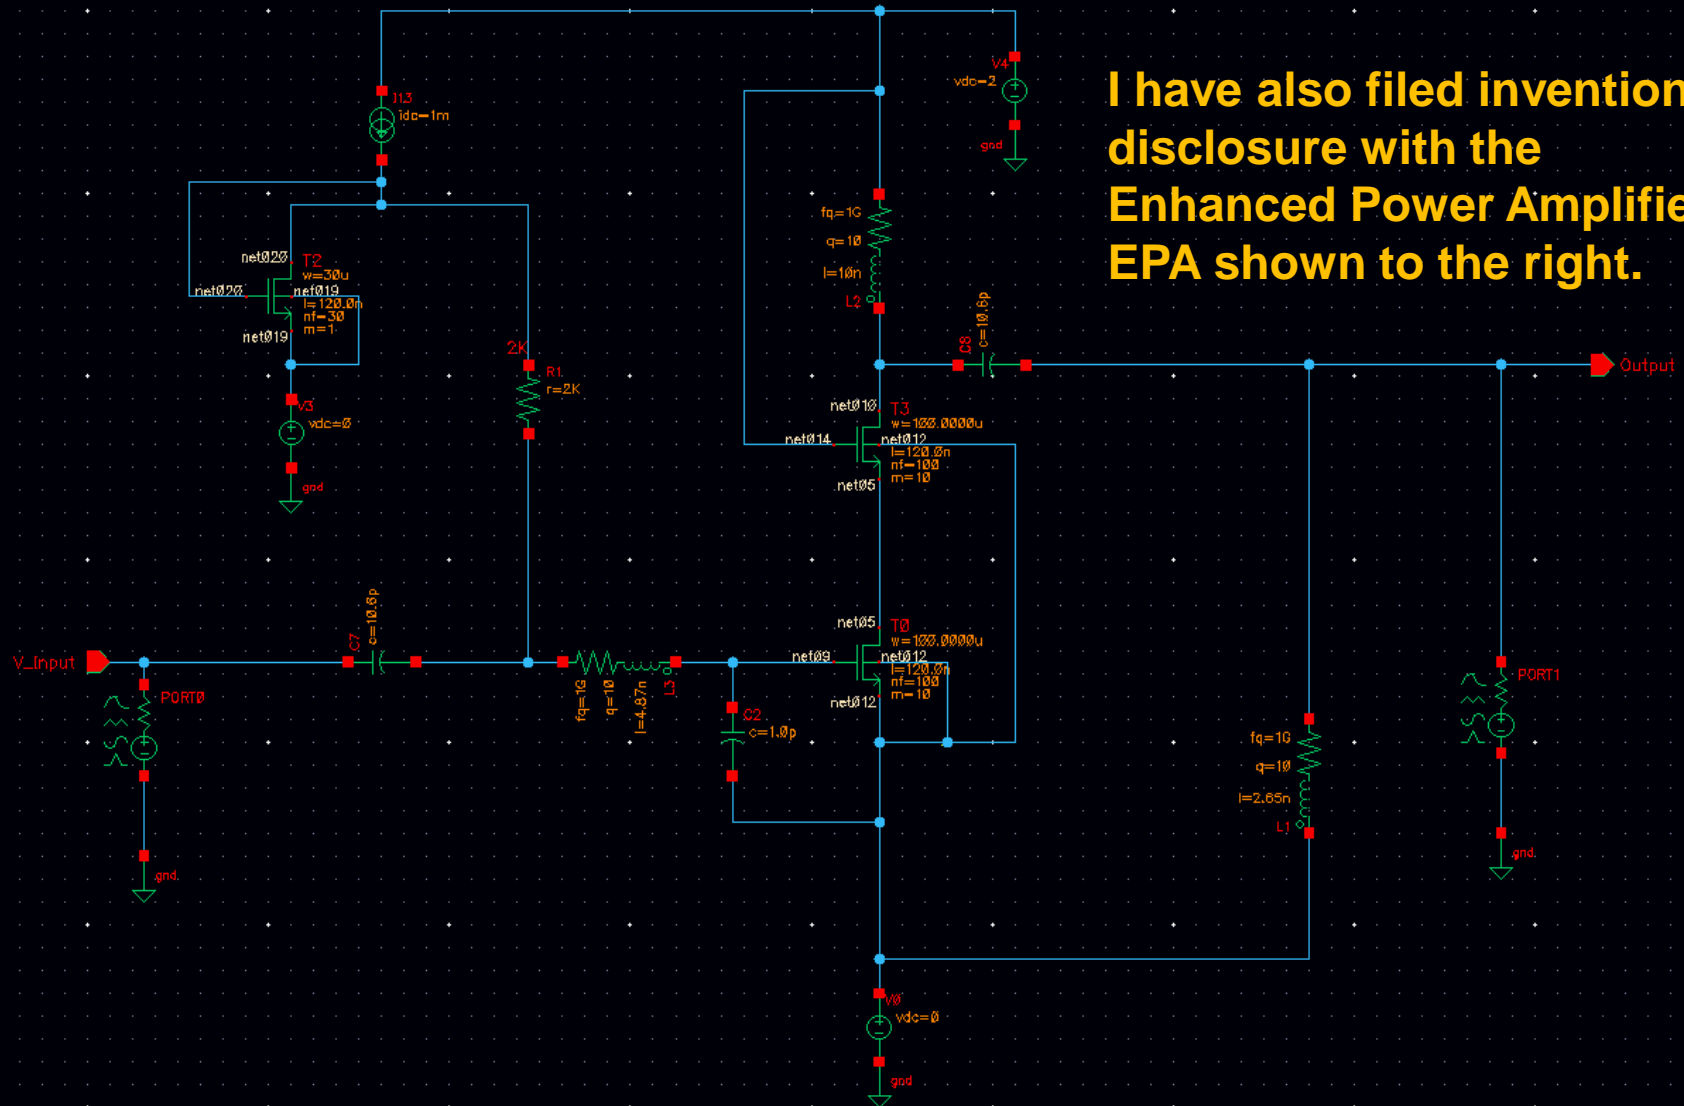 I have also filed invention
disclosure with the
Enhanced Power Amplifie
EPA shown to the right.
V4
vdc=2
gnd
I13
idc=1m
fq=1G
q=10
l=10n
L2
net020
T2
w=30u
net020
net019
l=120.0n
nf=30
m=1
net019
c=10.6p
C8
Output
2K
R1
r=2K
V3
vdc=0
gnd
net010
T3
w=100.0000u
net014
net012
l=120.0n
nf=100
m=10
net05
V_Input
c=10.6p
C7
PORT0
gnd
fq=1G
q=10
l=4.87n
L3
C2
c=1.0p
net05
T0
w=100.0000u
net09
net012
l=120.0n
nf=100
m=10
net012
fq=1G
q=10
l=2.65n
L1
PORT1
gnd
V0
vdc=0
gnd